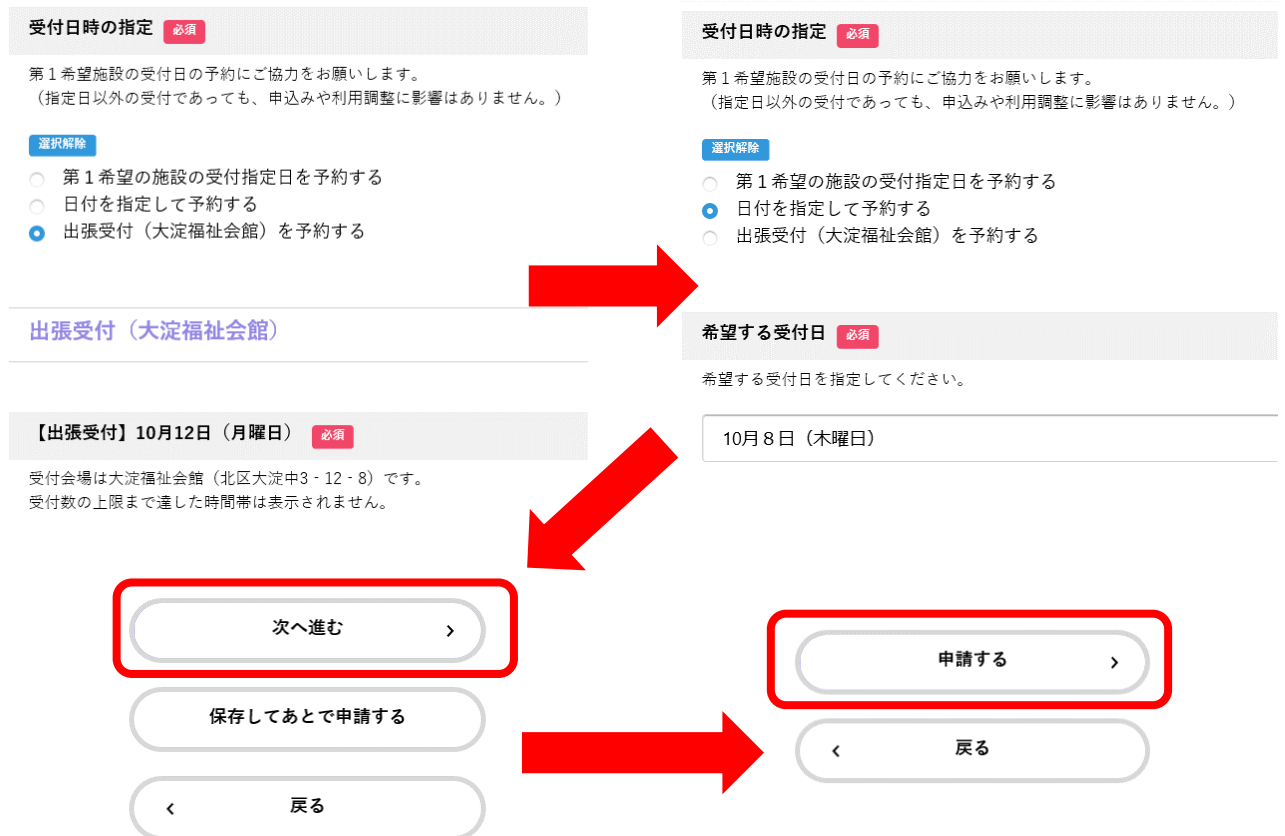 受付日時の指定 必須
第１希望施設の受付日の予約にご協力をお願いします。
（指定日以外の受付であっても、申込みや利用調整に影響はありません。）
選択解除
第１希望の施設の受付指定日を予約する
日付を指定して予約する
出張受付（大淀福祉会館）を予約する
出張受付（大淀福祉会館）
【出張受付】10月12日（月曜日） 必須
受付会場は大淀福祉会館（北区大淀中3‐12‐8）です。
受付数の上限まで達した時間帯は表示されません。
受付日時の指定 必須
第１希望施設の受付日の予約にご協力をお願いします。
（指定日以外の受付であっても、申込みや利用調整に影響はありません。）
選択解除
第１希望の施設の受付指定日を予約する
日付を指定して予約する
出張受付（大淀福祉会館）を予約する
希望する受付日 必須
希望する受付日を指定してください。
10月８日（木曜日）
次へ進む
保存してあとで申請する
戻る
申請する
戻る